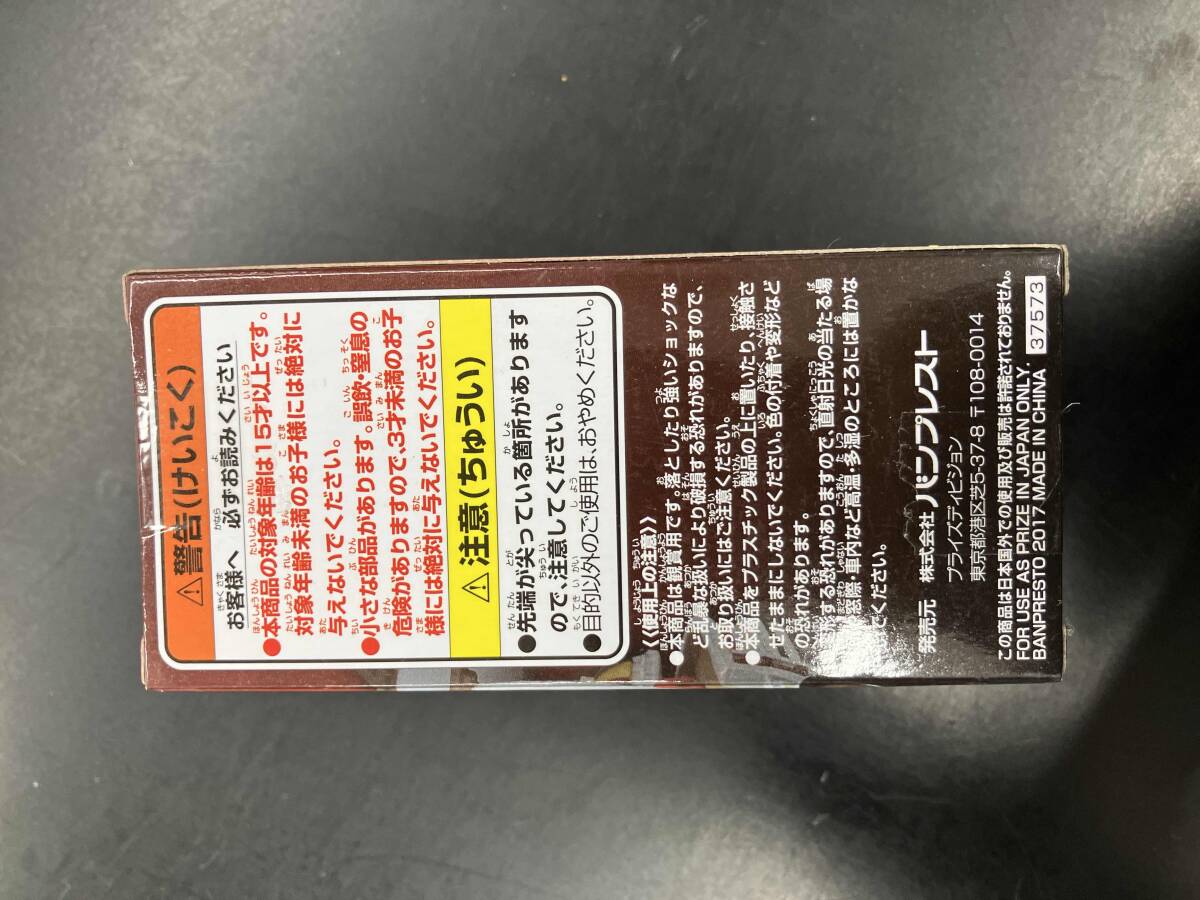 ⚠警告(けいこく)
お客様へ 必ずお読みください
●本商品の対象年齢は15才以上です。
対象年齢未満のお子様には絶対に
与えないでください。
●小さな部品があります。誤飲・窒息の
危険がありますので、3才未満のお子
様には絶対に与えないでください。
⚠注意(ちゅうい)
●先端が尖っている箇所があります
ので、注意してください。
●目的以外のご使用は、おやめください。
《使用上の注意》
●本商品は観賞用です。落としたり強いショックな
ど乱暴な扱いにより破損する恐れがありますので、
お取り扱いにはご注意ください。
●本商品をプラスチック製品の上に置いたり、接触さ
せたままにしないでください。色の付着や変形など
の恐れがあります。
変形する恐れがありますので、直射日光の当たる場
所、窓際・車内など高温・多湿のところには置かな
いでください。
発売元 株式会社 バンプレスト
プライズディビジョン
東京都港区芝5-37-8 〒108-0014
この商品は日本国外での使用及び販売は許諾されておりません。
FOR USE AS PRIZE IN JAPAN ONLY.
BANPRESTO 2017 MADE IN CHINA
37573